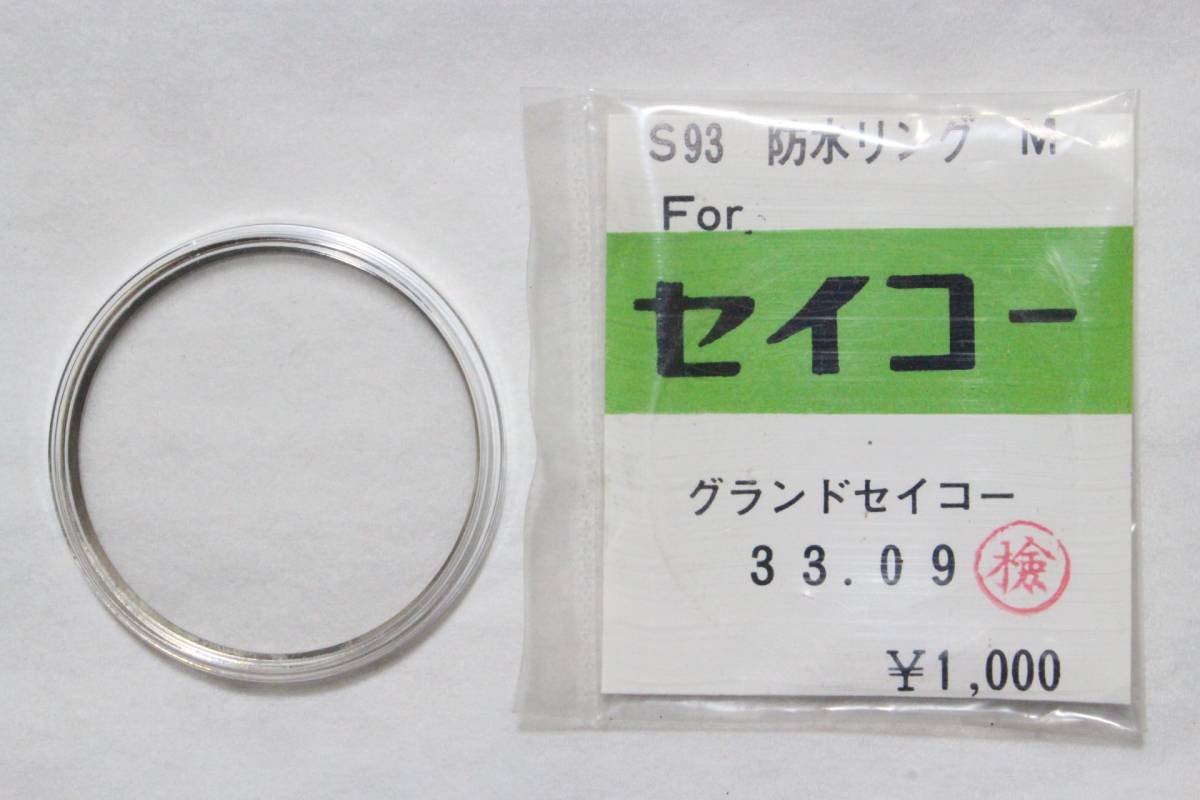 S93 防水リング M
For.
セイコー
グランドセイコー
33.09 検
¥1,000